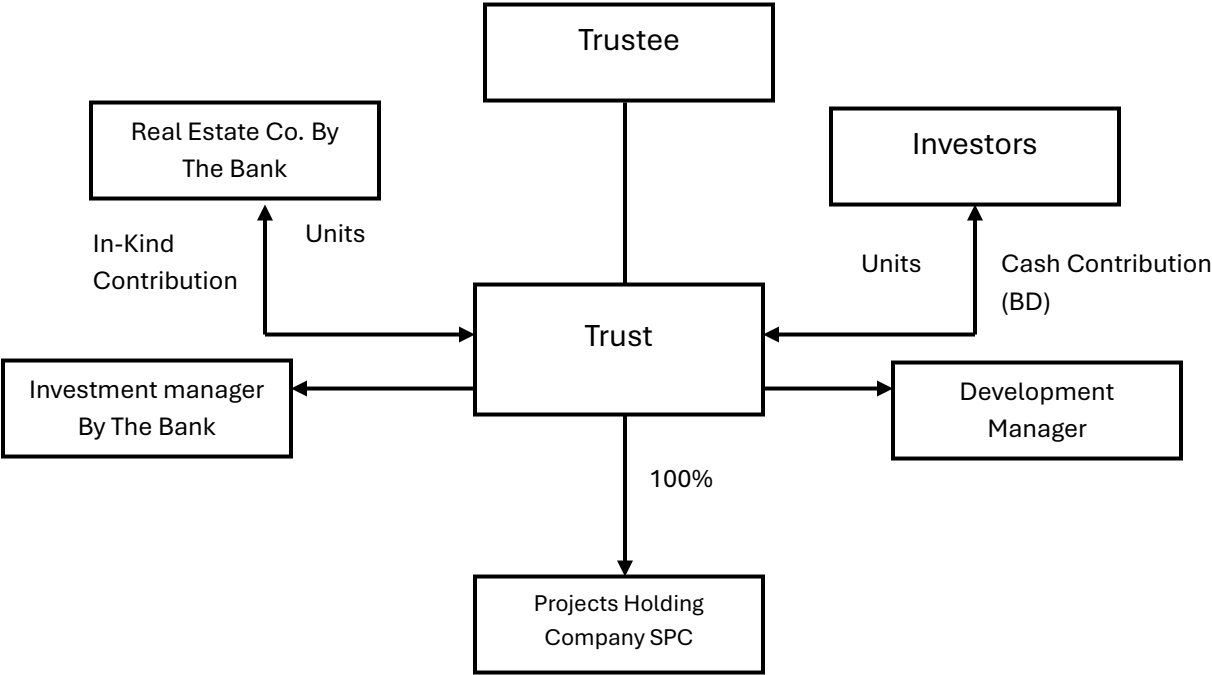 Trustee
Real Estate Co. By
The Bank
Investors
In-Kind
Contribution
Units
Units
Cash Contribution
(BD)
Trust
Investment manager
By The Bank
Development
Manager
100%
Projects Holding
Company SPC